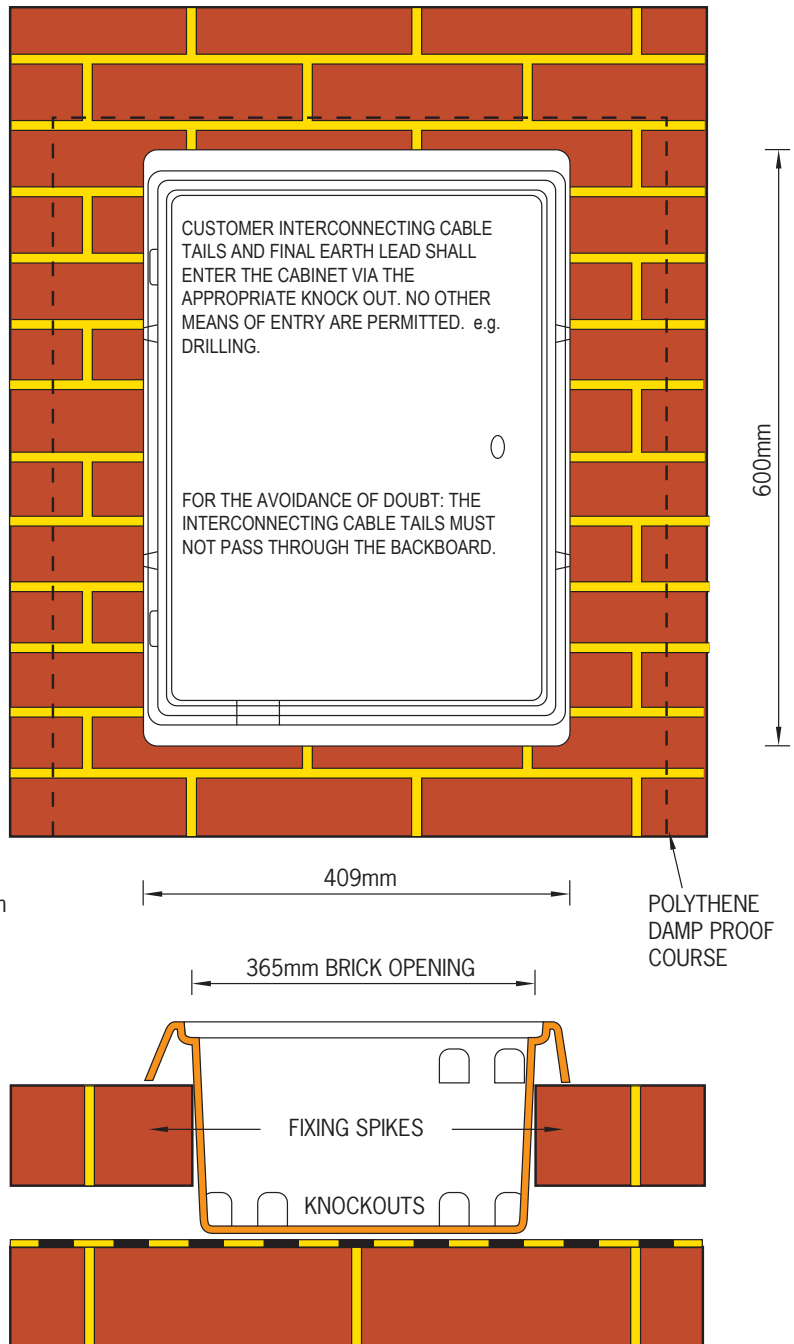 CUSTOMER INTERCONNECTING CABLE
TAILS AND FINAL EARTH LEAD SHALL
ENTER THE CABINET VIA THE
APPROPRIATE KNOCK OUT. NO OTHER
MEANS OF ENTRY ARE PERMITTED. e.g.
DRILLING.
FOR THE AVOIDANCE OF DOUBT: THE
INTERCONNECTING CABLE TAILS MUST
NOT PASS THROUGH THE BACKBOARD.
600mm
409mm
POLYTHENE
DAMP PROOF
COURSE
365mm BRICK OPENING
FIXING SPIKES
KNOCKOUTS